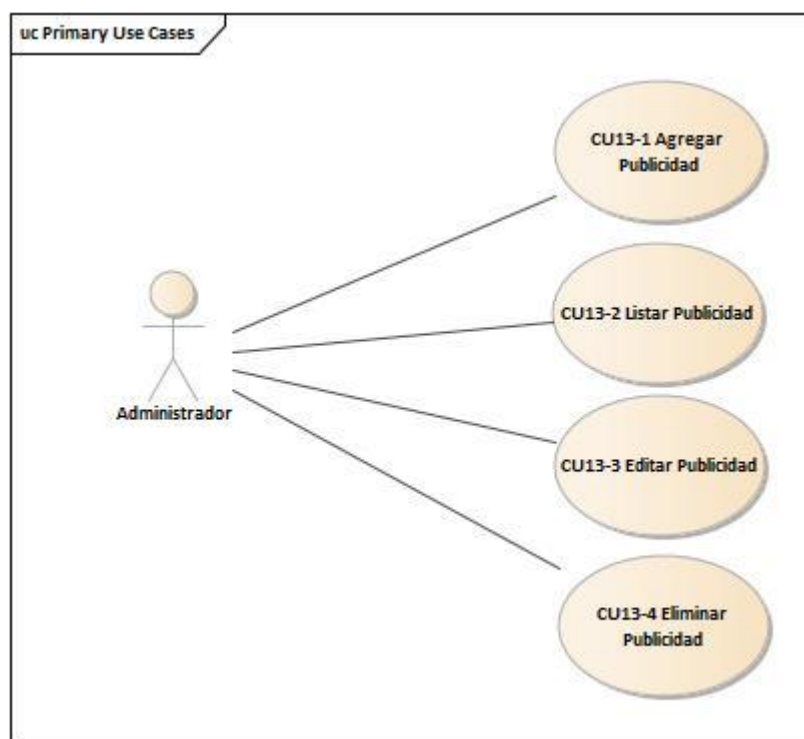 uc Primary Use Cases
CU13-1 Agregar
Publicidad
CU13-2 Listar Publicidad
Administrador
CU13-3 Editar Publicidad
CU13-4 Eliminar
Publicidad